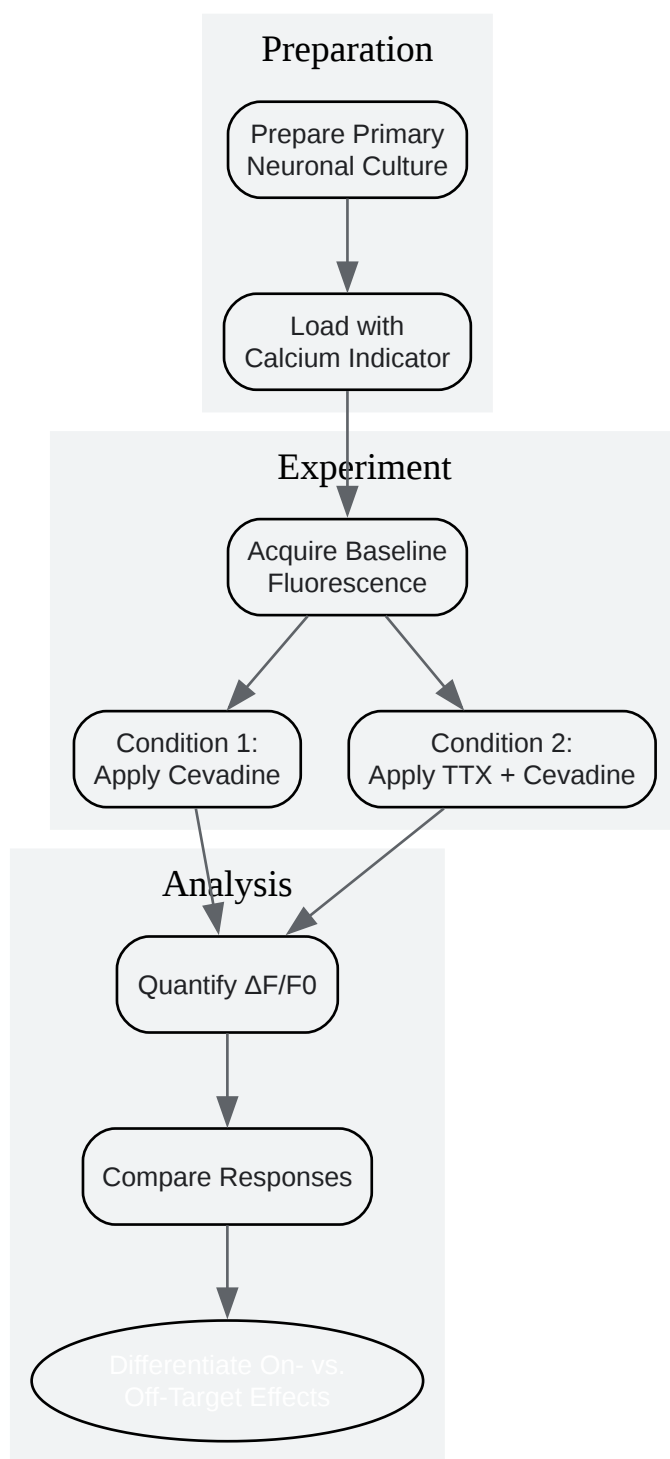 Preparation
Prepare Primary
Neuronal Culture
Load with
Calcium Indicator
Experiment
Acquire Baseline
Fluorescence
Condition 1:
Apply Cevadine
Condition 2:
Apply TTX + Cevadine
Analysis
Quantify ΔF/F0
Compare Responses
Differentiate On- vs.
Off-Target Effects